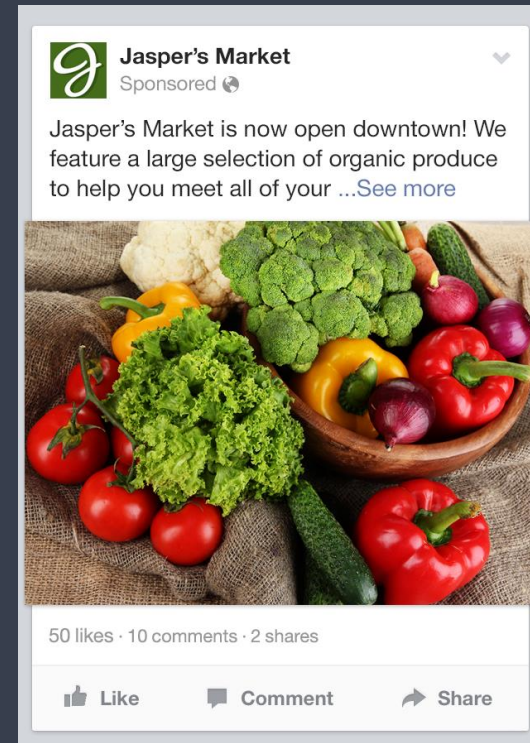 Jasper’s Market
Sponsored
Jasper’s Market is now open downtown! We
feature a large selection of organic produce
to help you meet all of your ...See more
50 likes · 10 comments · 2 shares
Like Comment Share